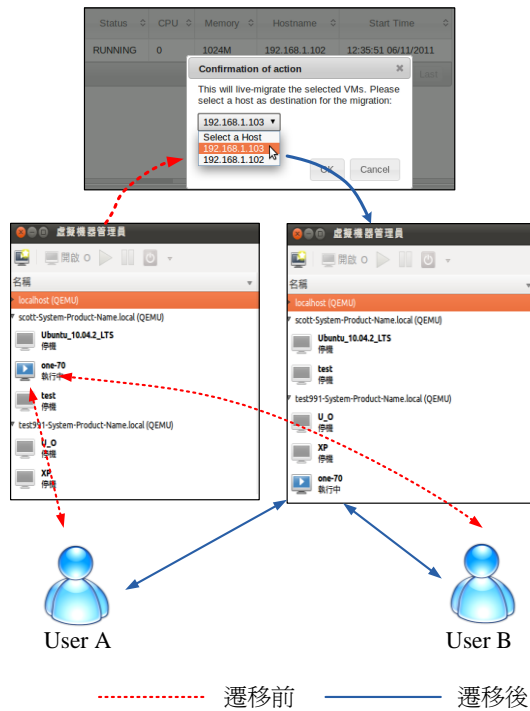 Status CPU Memory Hostname Start Time
RUNNING 0 1024M 192.168.1.102 12:35:51 06/11/2011
Last
Confirmation of action
This will live-migrate the selected VMs. Please
select a host as destination for the migration:
192.168.1.103
Select a Host
192.168.1.103
192.168.1.102
OK Cancel
虛擬機器管理員
開啟 O
名稱
localhost (QEMU)
scott-System-Product-Name.local (QEMU)
Ubuntu_10.04.2_LTS
停機
one-70
執行中
test
停機
test991-System-Product-Name.local (QEMU)
U_O
停機
XP
停機
虛擬機器管理員
開啟 O
名稱
localhost (QEMU)
scott-System-Product-Name.local (QEMU)
Ubuntu_10.04.2_LTS
停機
test
停機
test991-System-Product-Name.local (QEMU)
U_O
停機
XP
停機
one-70
執行中
User A
User B
遷移前
遷移後